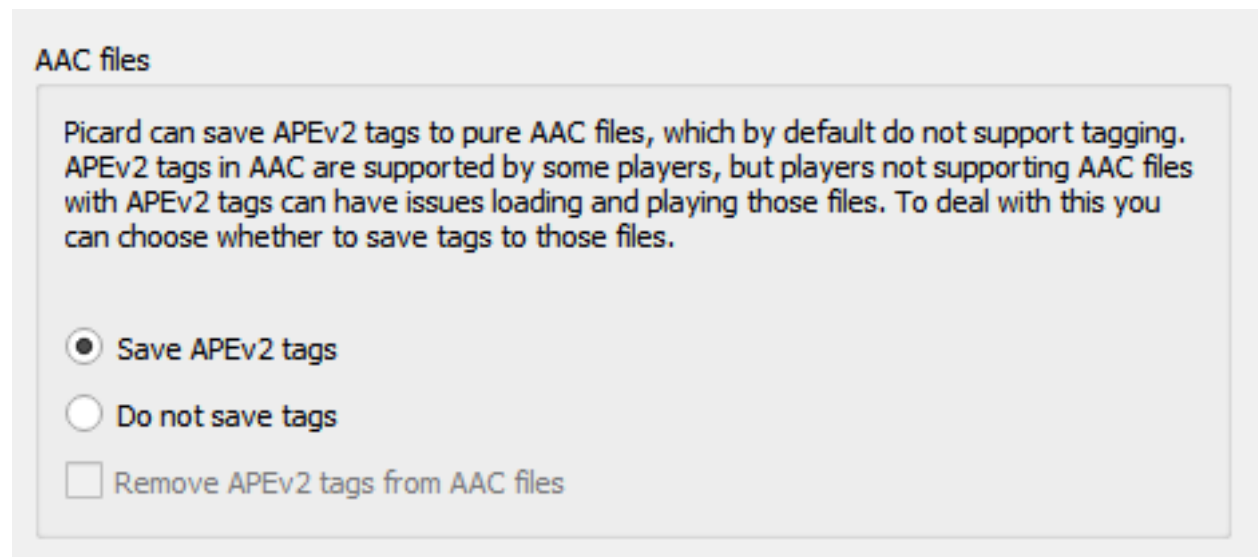 AAC files
Picard can save APEv2 tags to pure AAC files, which by default do not support tagging.
APEv2 tags in AAC are supported by some players, but players not supporting AAC files
with APEv2 tags can have issues loading and playing those files. To deal with this you
can choose whether to save tags to those files.
Save APEv2 tags
Do not save tags
Remove APEv2 tags from AAC files